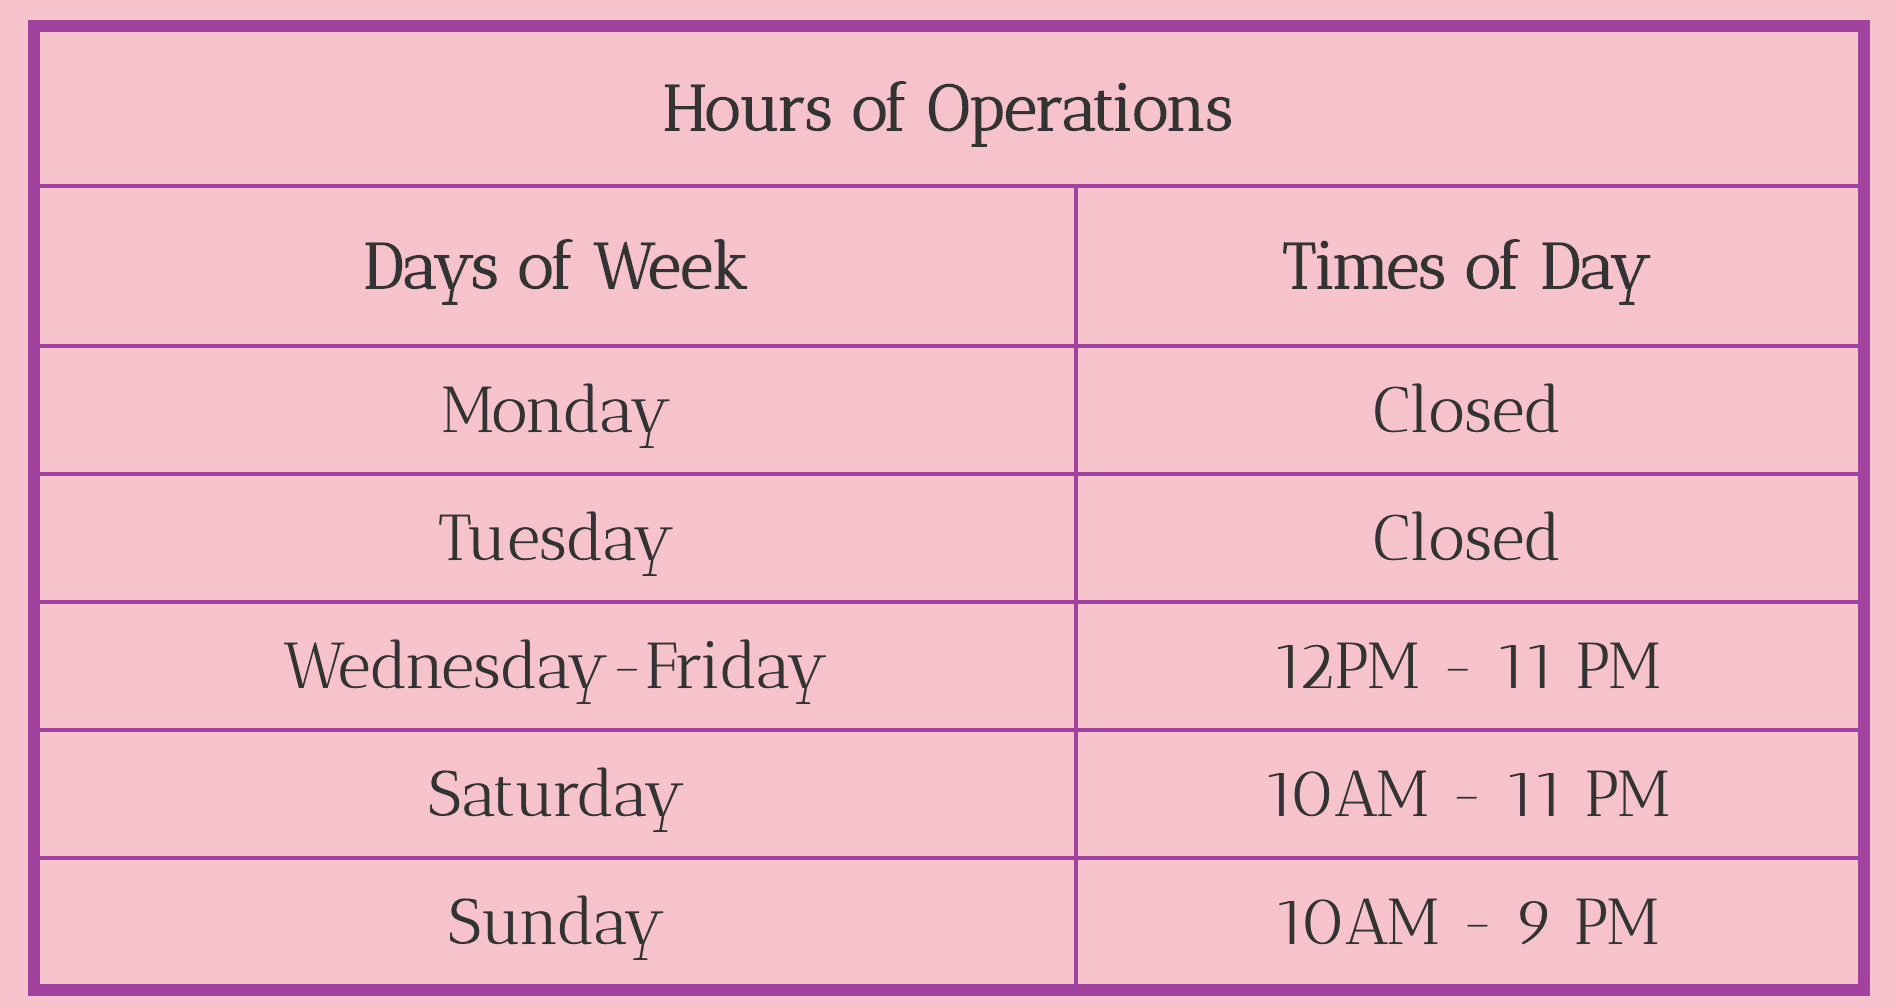 Hours of Operations
Days of Week Times of Day
Monday Closed
Tuesday Closed
Wednesday-Friday 12PM - 11 PM
Saturday 10AM - 11 PM
Sunday 10AM - 9 PM